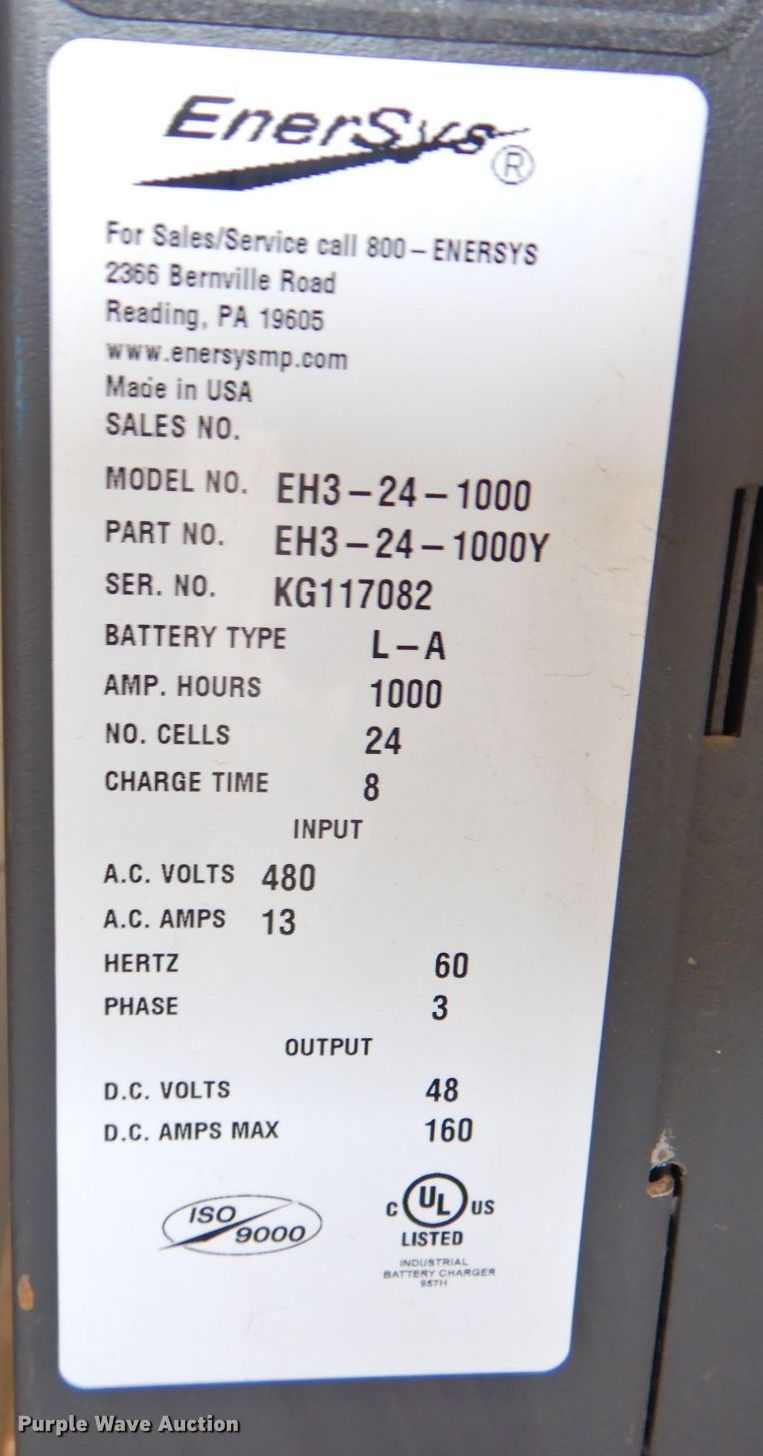 EnerSys®
For Sales/Service call 800-ENERSYS
2366 Bernville Road
Reading, PA 19605
www.enersysmp.com
Made in USA
SALES NO.
MODEL NO. EH3-24-1000
PART NO. EH3-24-1000Y
SER. NO. KG117082
BATTERY TYPE L-A
AMP. HOURS 1000
NO. CELLS 24
CHARGE TIME 8
INPUT
A.C. VOLTS 480
A.C. AMPS 13
HERTZ 60
PHASE 3
OUTPUT
D.C. VOLTS 48
D.C. AMPS MAX 160
ISO 9000
C UL US
LISTED
INDUSTRIAL
BATTERY CHARGER
987H
Purple Wave Auction